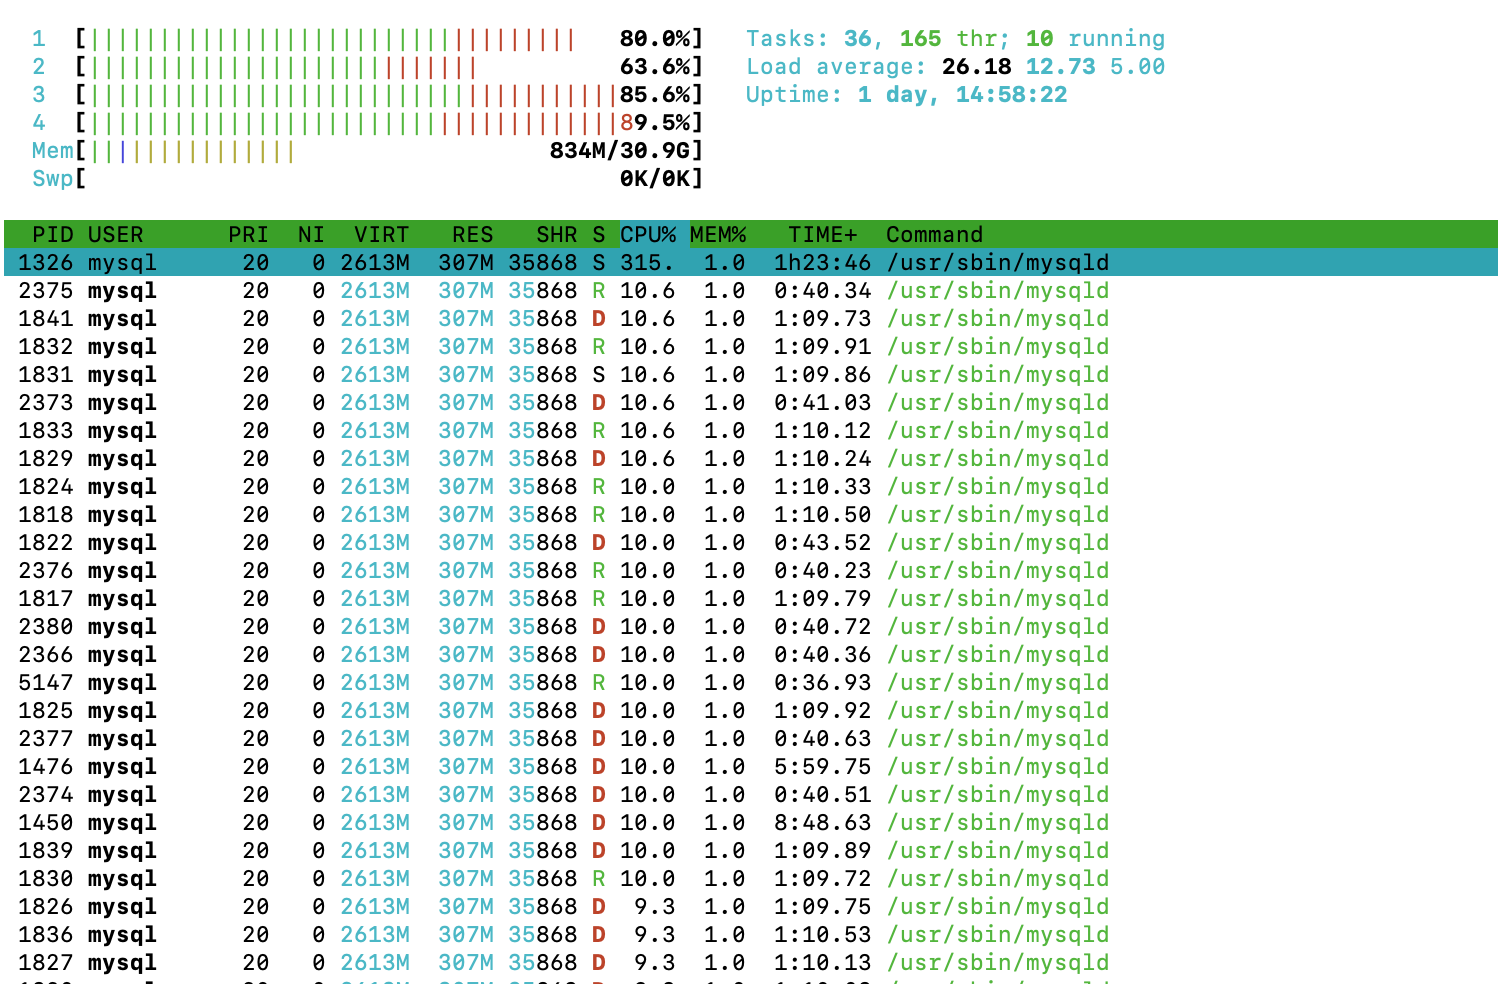 1 [|||||||||||||||||||||||||||||||||||80.0%] Tasks: 36, 165 thr; 10 running
2 [||||||||||||||||||||||||||||63.6%] Load average: 26.18 12.73 5.00
3 [||||||||||||||||||||||||||||||||||||||85.6%] Uptime: 1 day, 14:58:22
4 [||||||||||||||||||||||||||||||||||||||89.5%]
Mem[|||||||||||||||834M/30.9G]
Swp[ 0K/0K]
PID USER PRI NI VIRT RES SHR S CPU% MEM% TIME+ Command
1326 mysql 20 0 2613M 307M 35868 S 315. 1.0 1h23:46 /usr/sbin/mysqld
2375 mysql 20 0 2613M 307M 35868 R 10.6 1.0 0:40.34 /usr/sbin/mysqld
1841 mysql 20 0 2613M 307M 35868 D 10.6 1.0 1:09.73 /usr/sbin/mysqld
1832 mysql 20 0 2613M 307M 35868 R 10.6 1.0 1:09.91 /usr/sbin/mysqld
1831 mysql 20 0 2613M 307M 35868 S 10.6 1.0 1:09.86 /usr/sbin/mysqld
2373 mysql 20 0 2613M 307M 35868 D 10.6 1.0 0:41.03 /usr/sbin/mysqld
1833 mysql 20 0 2613M 307M 35868 R 10.6 1.0 1:10.12 /usr/sbin/mysqld
1829 mysql 20 0 2613M 307M 35868 D 10.6 1.0 1:10.24 /usr/sbin/mysqld
1824 mysql 20 0 2613M 307M 35868 R 10.0 1.0 1:10.33 /usr/sbin/mysqld
1818 mysql 20 0 2613M 307M 35868 R 10.0 1.0 1:10.50 /usr/sbin/mysqld
1822 mysql 20 0 2613M 307M 35868 D 10.0 1.0 0:43.52 /usr/sbin/mysqld
2376 mysql 20 0 2613M 307M 35868 R 10.0 1.0 0:40.23 /usr/sbin/mysqld
1817 mysql 20 0 2613M 307M 35868 R 10.0 1.0 1:09.79 /usr/sbin/mysqld
2380 mysql 20 0 2613M 307M 35868 D 10.0 1.0 0:40.72 /usr/sbin/mysqld
2366 mysql 20 0 2613M 307M 35868 D 10.0 1.0 0:40.36 /usr/sbin/mysqld
5147 mysql 20 0 2613M 307M 35868 R 10.0 1.0 0:36.93 /usr/sbin/mysqld
1825 mysql 20 0 2613M 307M 35868 D 10.0 1.0 1:09.92 /usr/sbin/mysqld
2377 mysql 20 0 2613M 307M 35868 D 10.0 1.0 0:40.63 /usr/sbin/mysqld
1476 mysql 20 0 2613M 307M 35868 D 10.0 1.0 5:59.75 /usr/sbin/mysqld
2374 mysql 20 0 2613M 307M 35868 D 10.0 1.0 0:40.51 /usr/sbin/mysqld
1450 mysql 20 0 2613M 307M 35868 D 10.0 1.0 8:48.63 /usr/sbin/mysqld
1839 mysql 20 0 2613M 307M 35868 D 10.0 1.0 1:09.89 /usr/sbin/mysqld
1830 mysql 20 0 2613M 307M 35868 R 10.0 1.0 1:09.72 /usr/sbin/mysqld
1826 mysql 20 0 2613M 307M 35868 D 9.3 1.0 1:09.75 /usr/sbin/mysqld
1836 mysql 20 0 2613M 307M 35868 D 9.3 1.0 1:10.53 /usr/sbin/mysqld
1827 mysql 20 0 2613M 307M 35868 D 9.3 1.0 1:10.13 /usr/sbin/mysqld